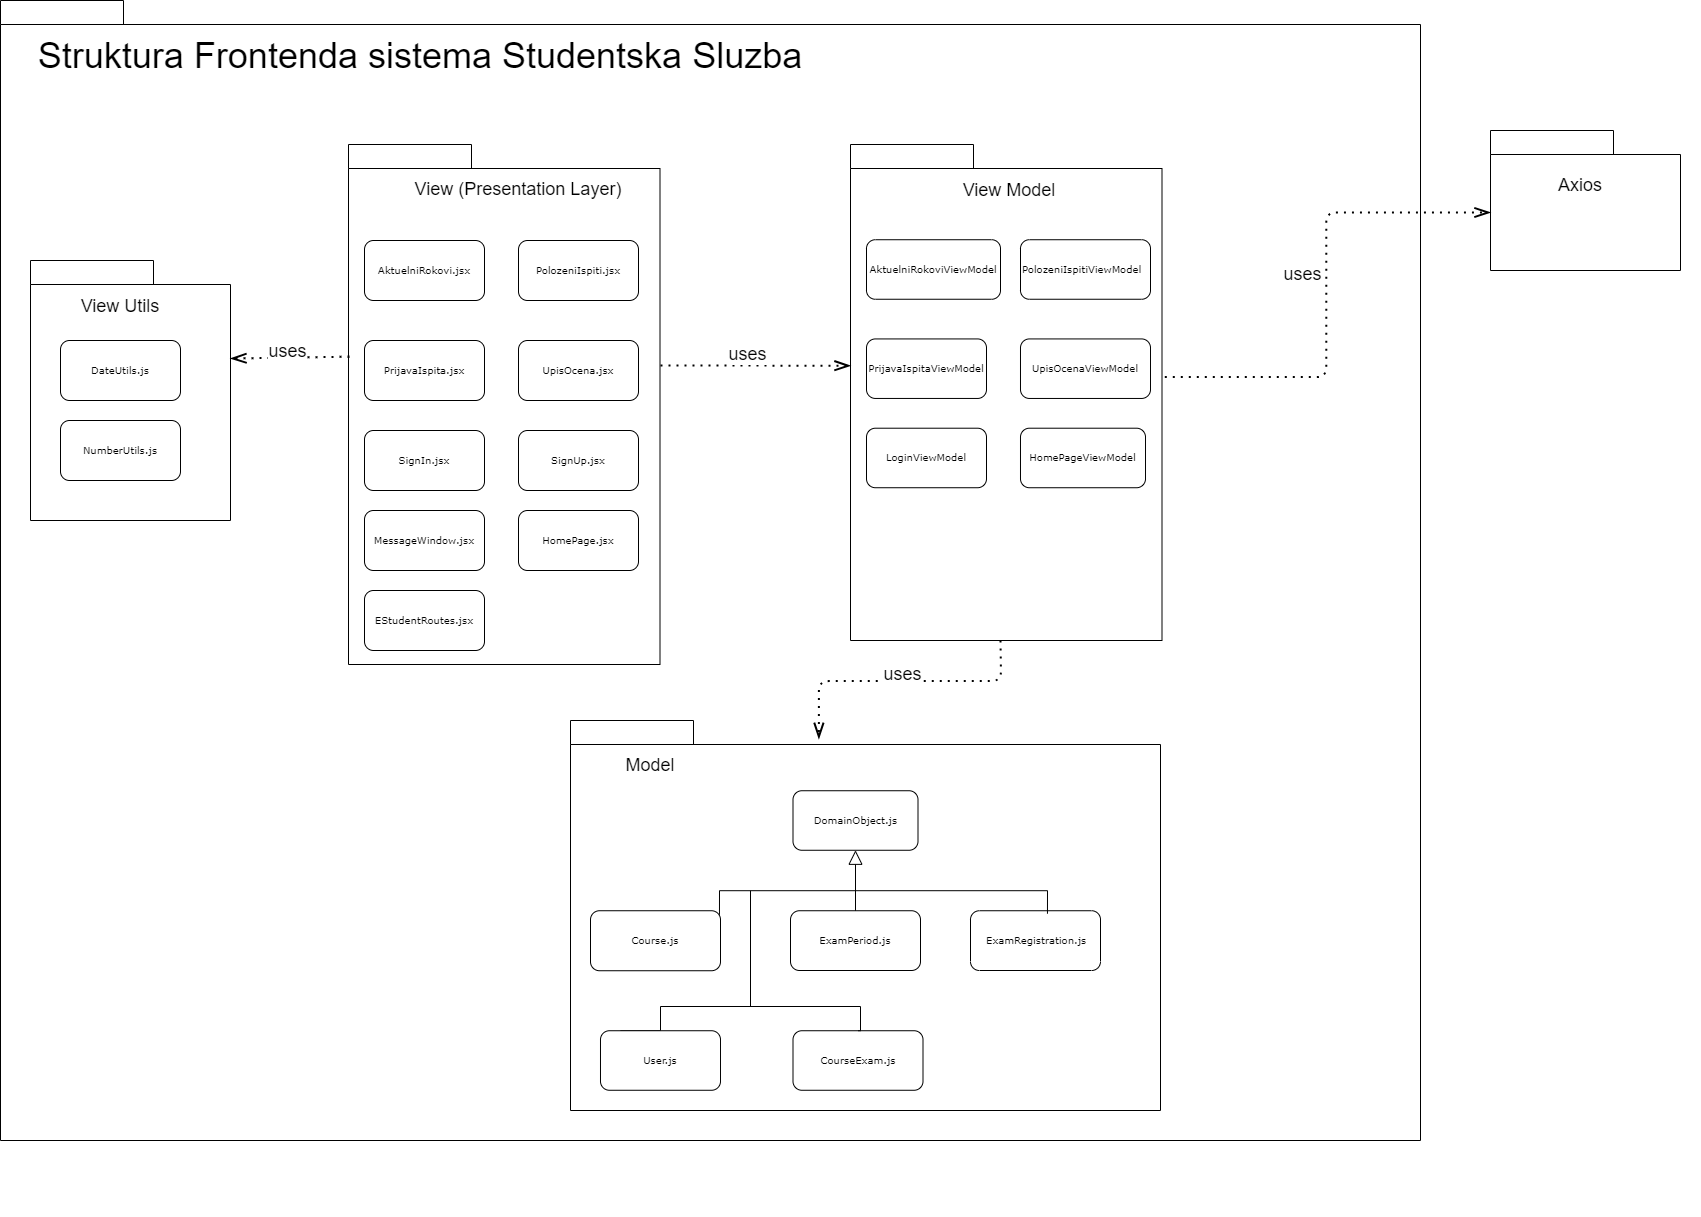 Struktura Frontenda sistema Studentska Sluzba
View Utils
DateUtils.js
NumberUtils.js
uses
View (Presentation Layer)
AktuelniRokovi.jsx
PolozeniIspiti.jsx
PrijavaIspita.jsx
UpisOcena.jsx
SignIn.jsx
SignUp.jsx
MessageWindow.jsx
HomePage.jsx
EStudentRoutes.jsx
uses
View Model
AktuelniRokoviViewModel
PolozeniIspitiViewModel
PrijavaIspitaViewModel
UpisOcenaViewModel
LoginViewModel
HomePageViewModel
uses
Axios
uses
Model
DomainObject.js
Course.js
ExamPeriod.js
ExamRegistration.js
User.js
CourseExam.js